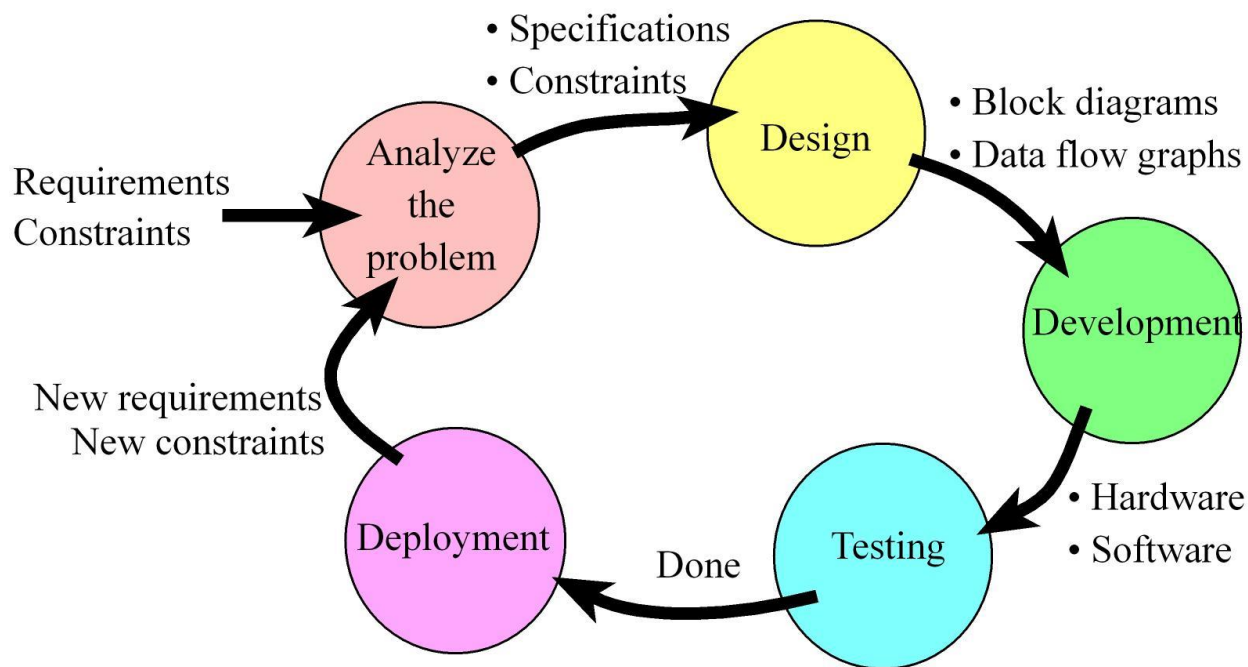 Requirements
Constraints
Analyze
the
problem
• Specifications
• Constraints
Design
• Block diagrams
• Data flow graphs
Development
• Hardware
• Software
Testing
Done
Deployment
New requirements
New constraints